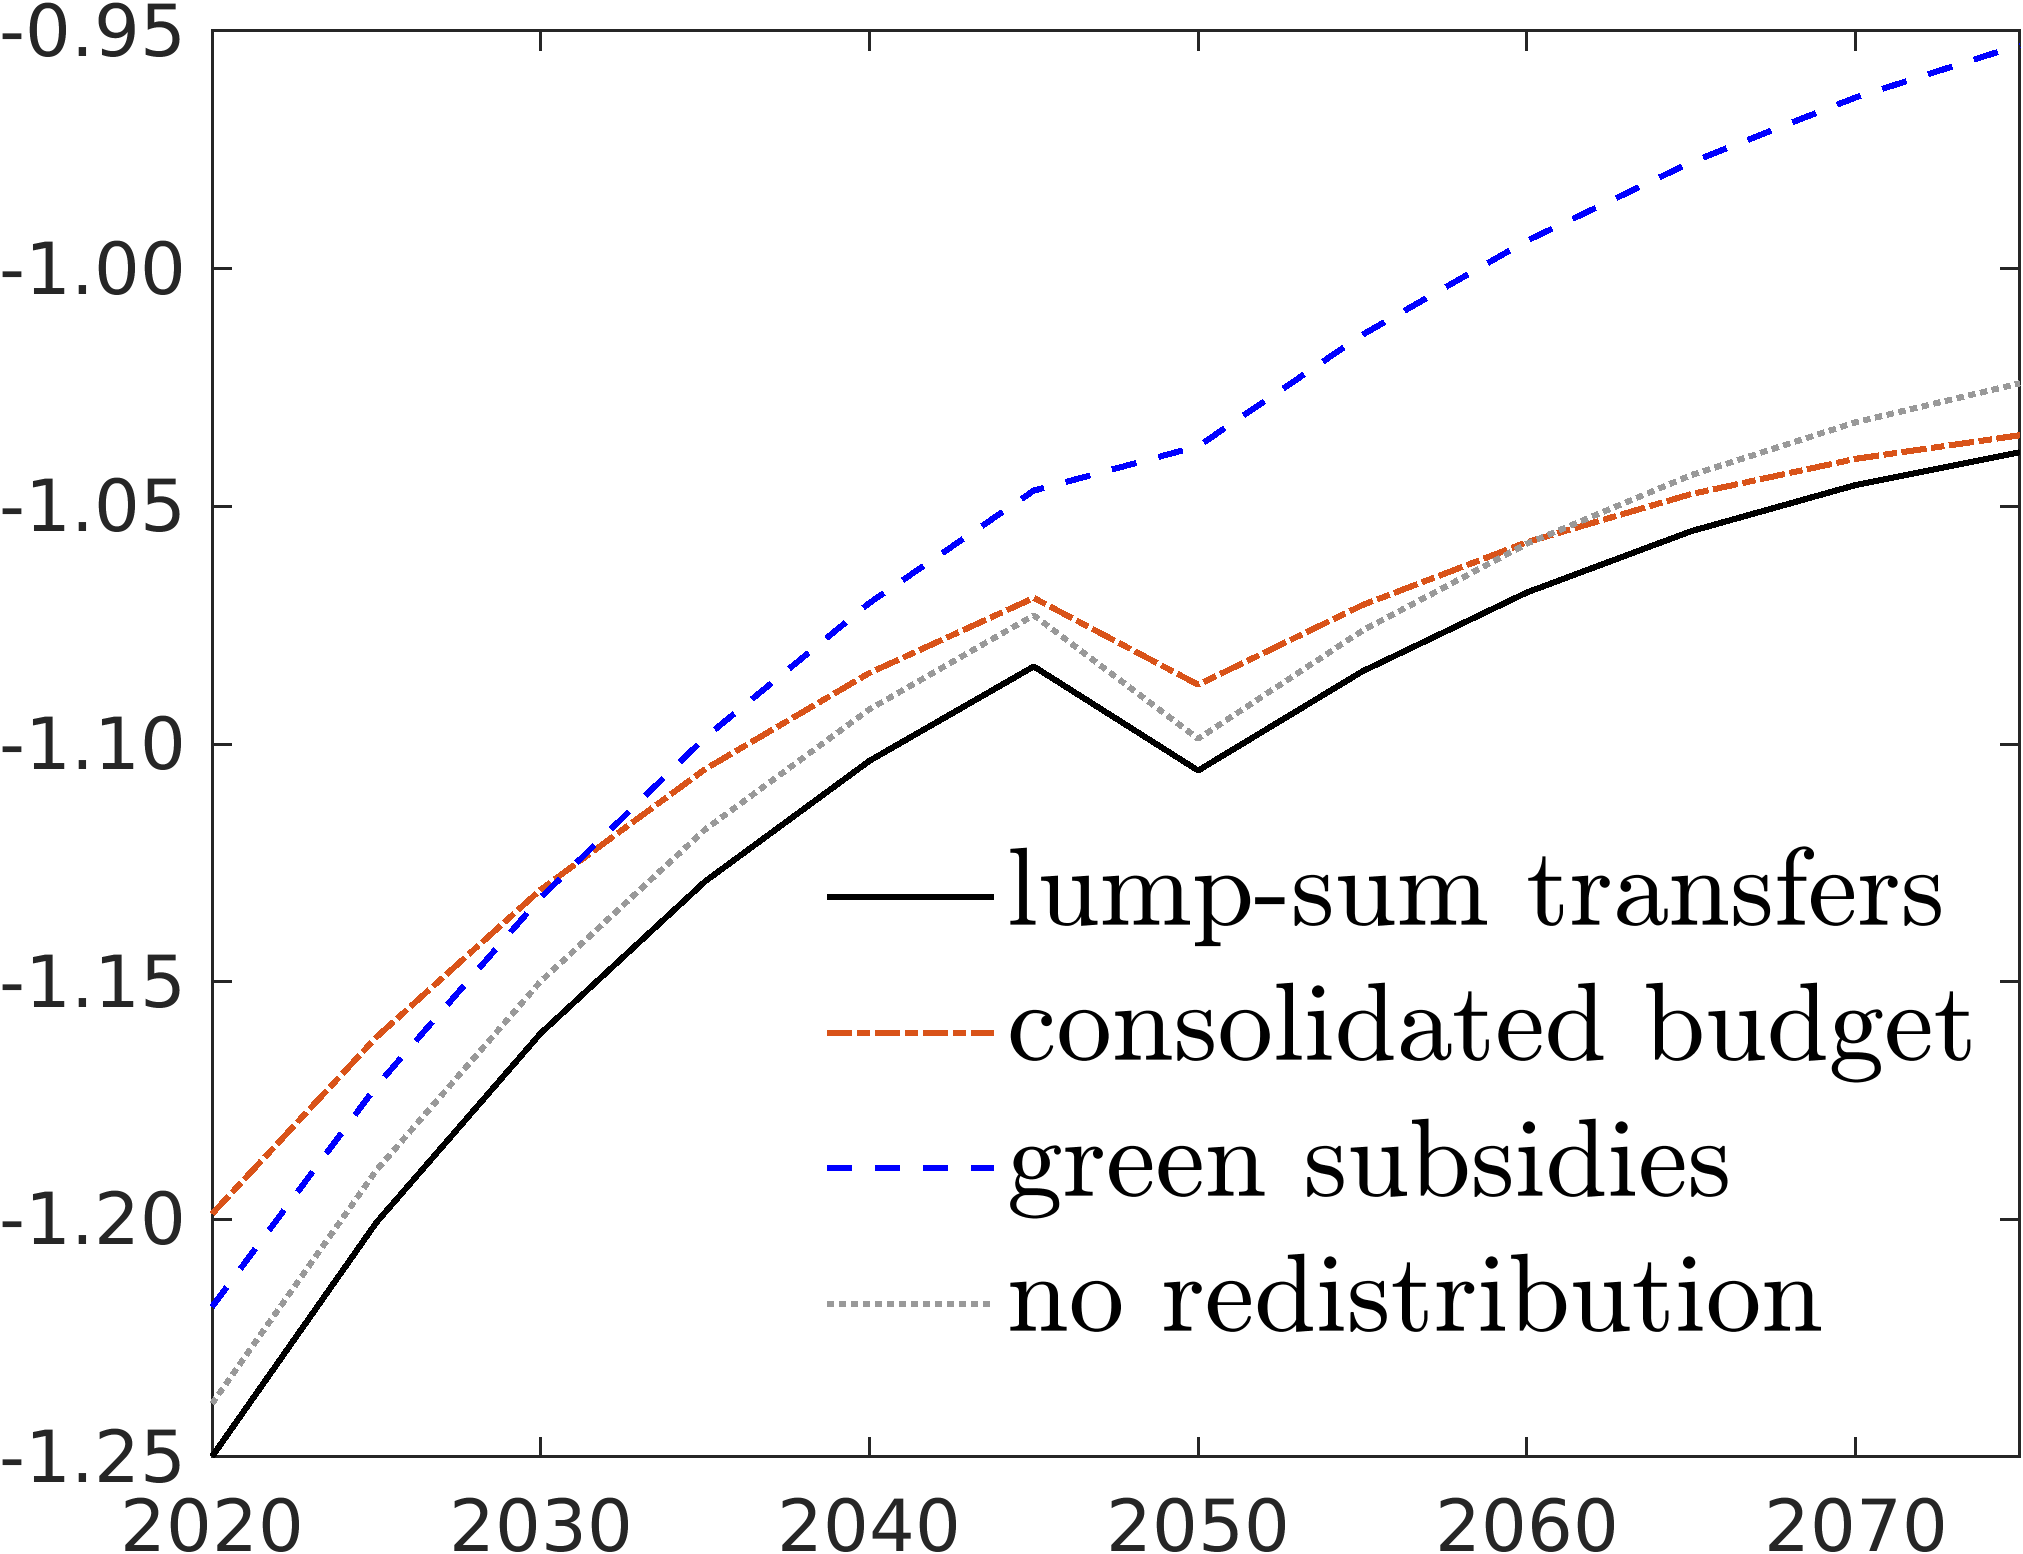 -0.95
-1.00
-1.05
-1.10
-1.15
-1.20
-1.25
lump-sum transfers
consolidated budget
green subsidies
no redistribution
2020 2030 2040 2050 2060 2070